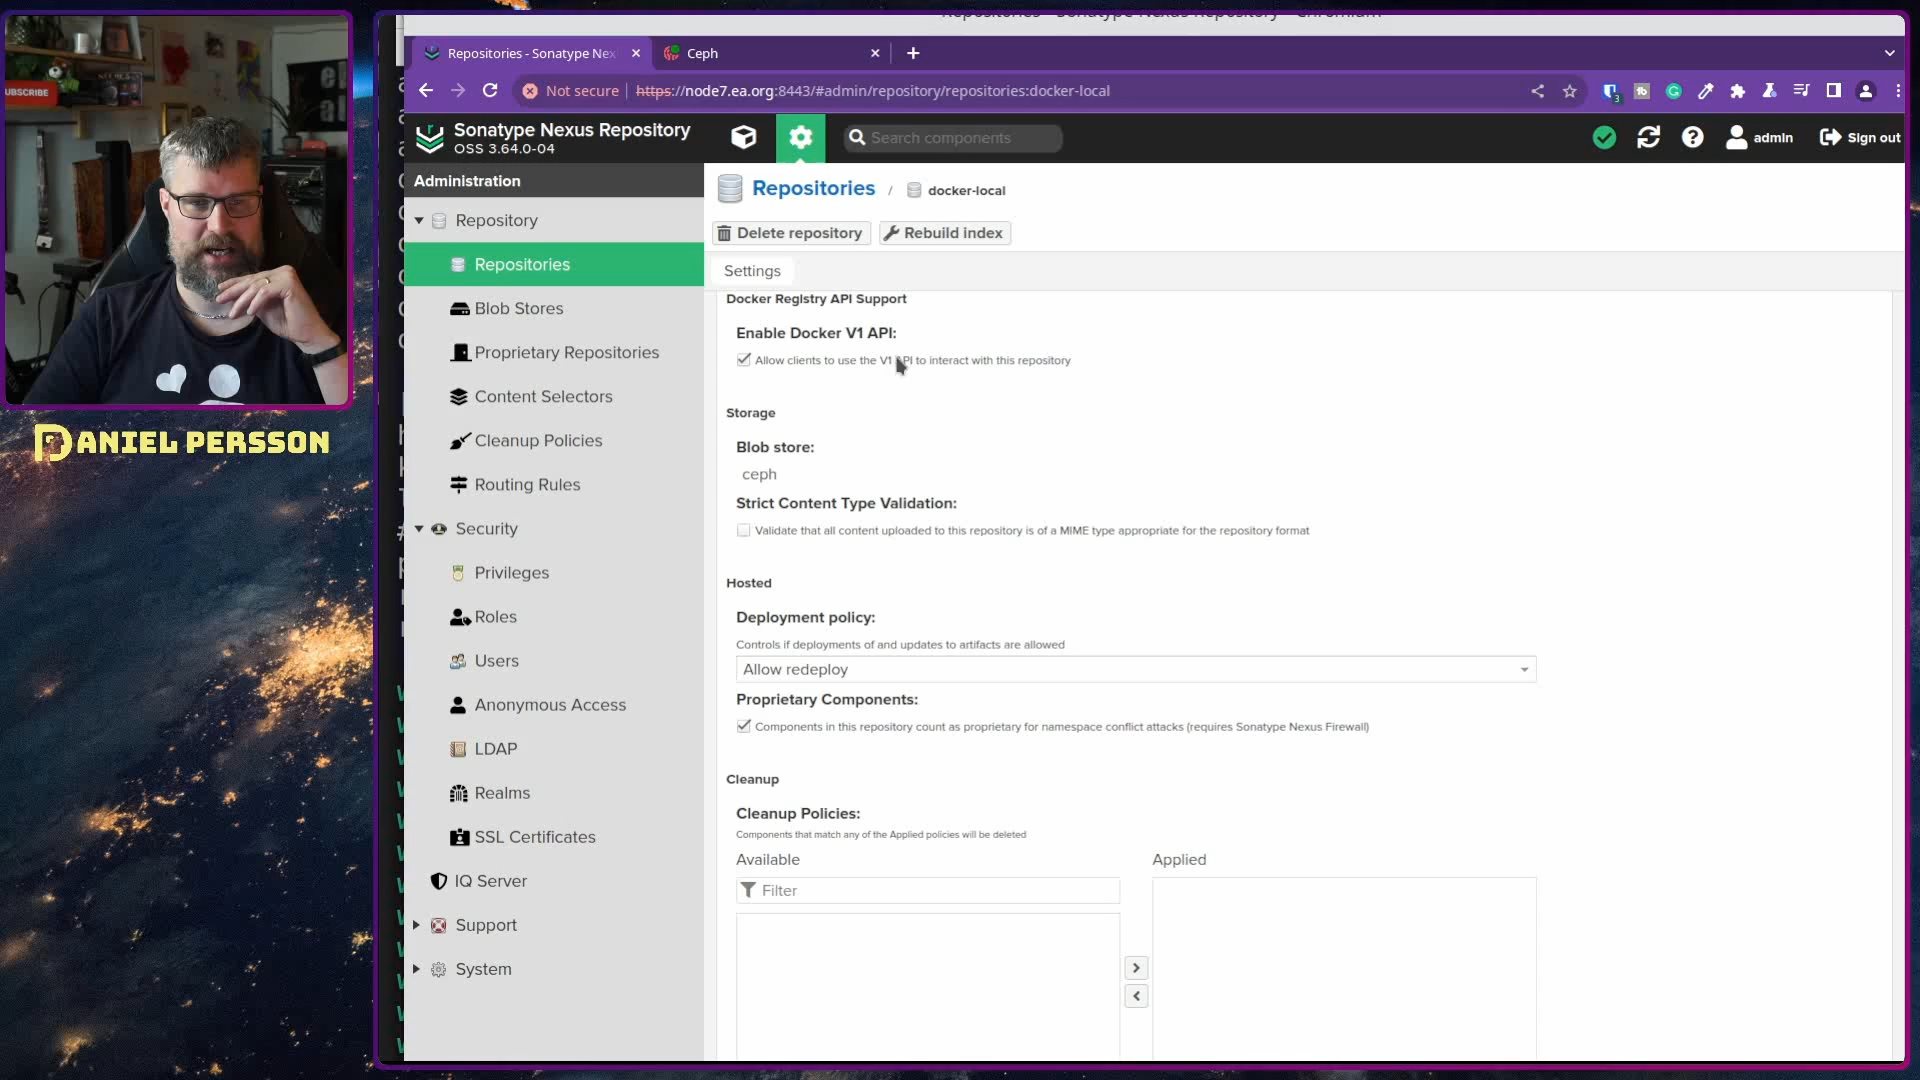 Repositories - Sonatype Nexus Repository - Chromium
Repositories - Sonatype Nex
Ceph
Not secure
https://node7.ea.org:8443/#admin/repository/repositories:docker-local
3
Sonatype Nexus Repository
OSS 3.64.0-04
Search components
admin
Sign out
Administration
Repository
Repositories
Blob Stores
Proprietary Repositories
Content Selectors
Cleanup Policies
Routing Rules
Security
Privileges
Roles
Users
Anonymous Access
LDAP
Realms
SSL Certificates
IQ Server
Support
System
Repositories / docker-local
Delete repository
Rebuild index
Settings
Docker Registry API Support
Enable Docker V1 API:
Allow clients to use the V1 API to interact with this repository
Storage
Blob store:
ceph
Strict Content Type Validation:
Validate that all content uploaded to this repository is of a MIME type appropriate for the repository format
Hosted
Deployment policy:
Controls if deployments of and updates to artifacts are allowed
Allow redeploy
Proprietary Components:
Components in this repository count as proprietary for namespace conflict attacks (requires Sonatype Nexus Firewall)
Cleanup
Cleanup Policies:
Components that match any of the Applied policies will be deleted
Available
Applied
Filter
UBSCRIBE
DANIEL PERSSON